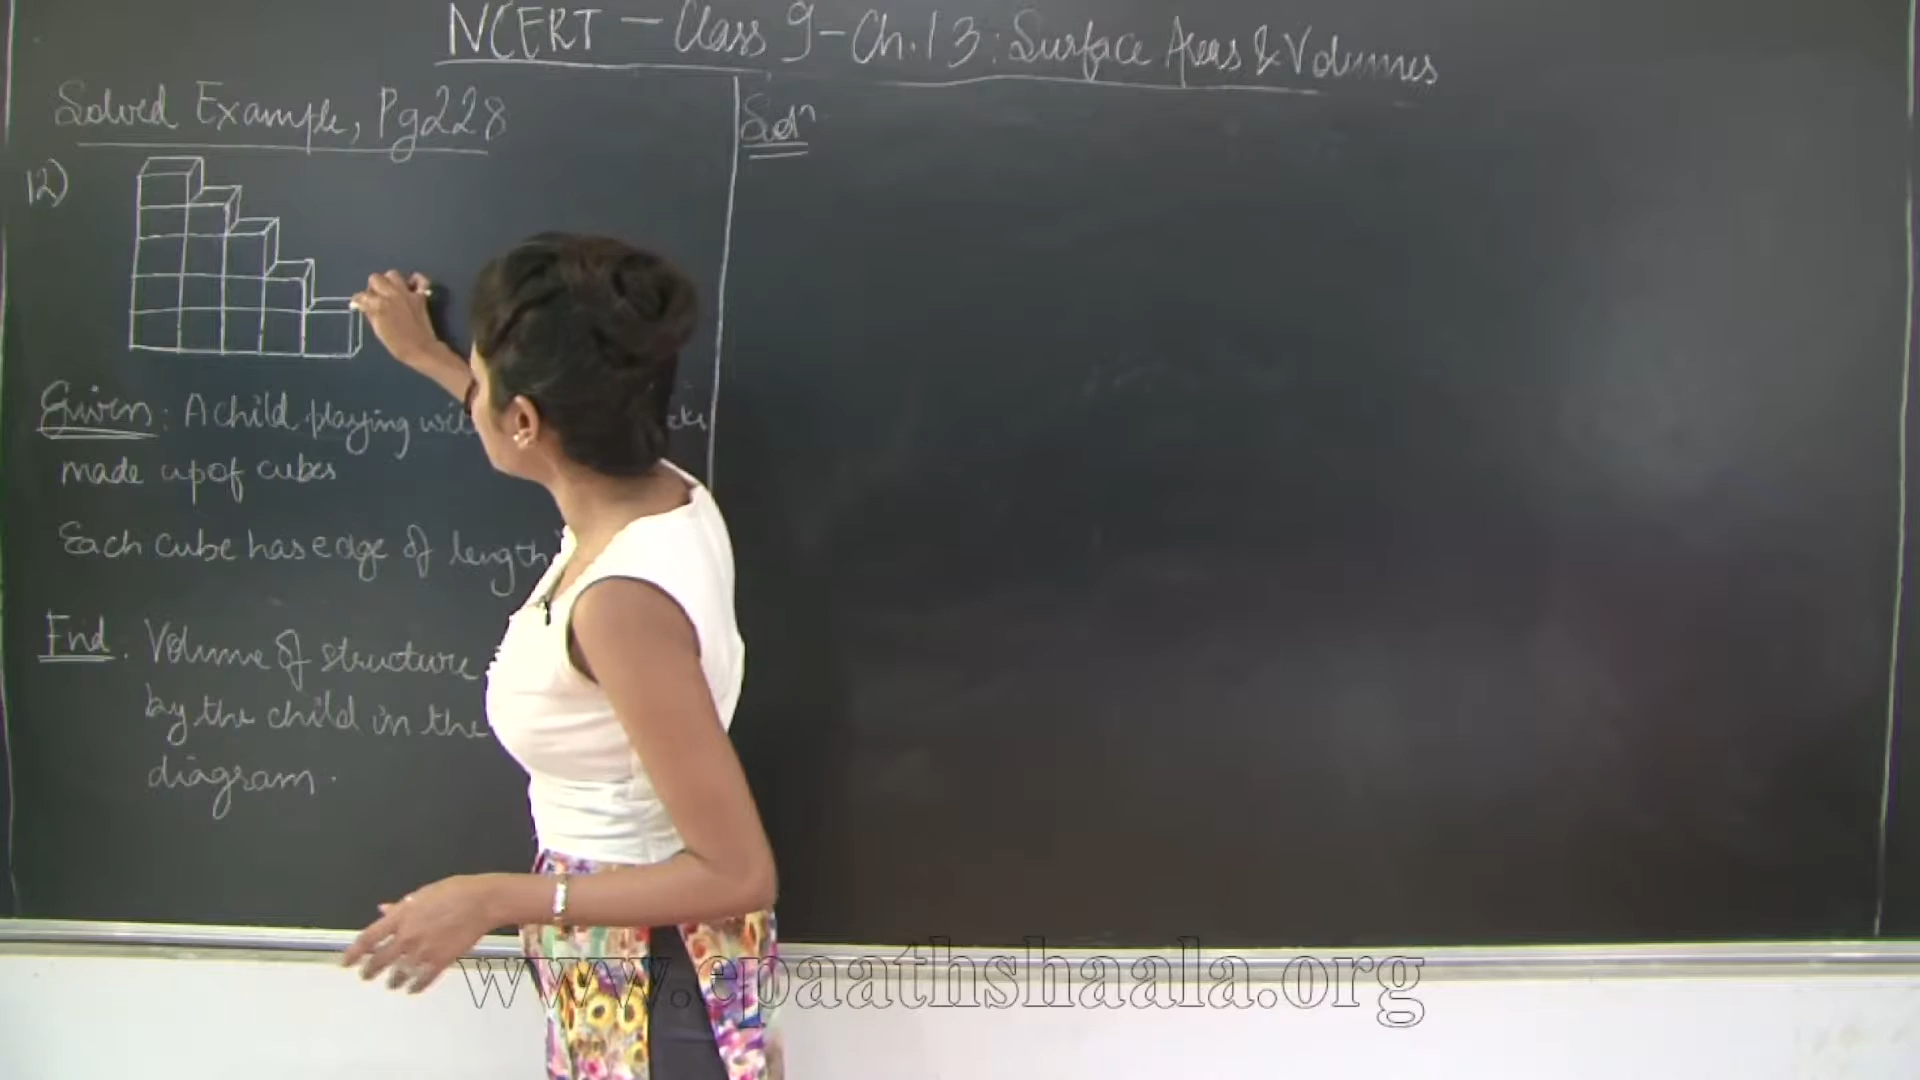 NCERT - Class 9 - Ch.13: Surface Areas & Volumes
Solved Example, Pg 228
12)
Given: A child playing
made up of cubes
Each cube has edge of length
Find. Volume of structure
by the child in the
diagram.
Solⁿ
www.epaathshaala.org